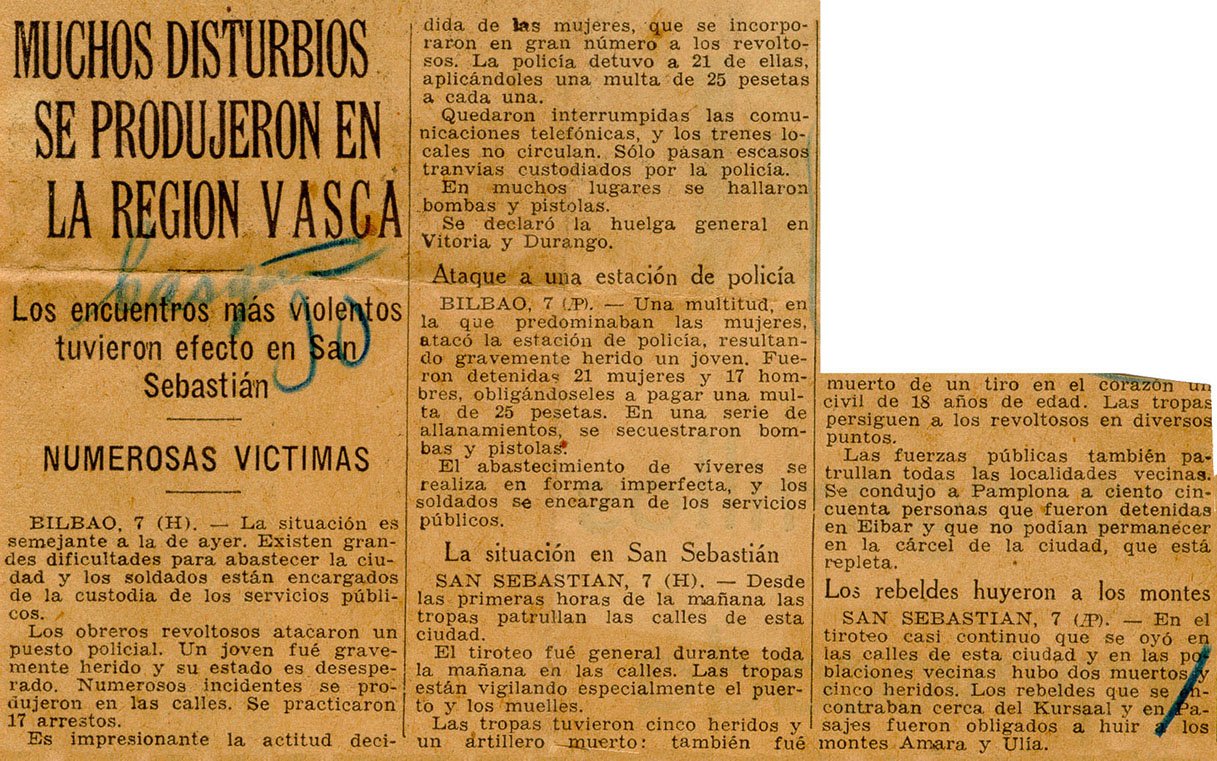 MUCHOS DISTURBIOS
SE PRODUJERON EN
LA REGION VASCA
Los encuentros más violentos
tuvieron efecto en San
Sebastián
NUMEROSAS VICTIMAS
BILBAO, 7 (H). — La situación es
semejante a la de ayer. Existen gran-
des dificultades para abastecer la ciu-
dad y los soldados están encargados
de la custodia de los servicios públi-
cos.
Los obreros revoltosos atacaron un
puesto policial. Un joven fué grave-
mente herido y su estado es desespe-
rado. Numerosos incidentes se pro-
dujeron en las calles. Se practicaron
17 arrestos.
Es impresionante la actitud deci-
dida de las mujeres, que se incorpo-
raron en gran número a los revolto-
sos. La policía detuvo a 21 de ellas,
aplicándoles una multa de 25 pesetas
a cada una.
Quedaron interrumpidas las comu-
nicaciones telefónicas, y los trenes lo-
cales no circulan. Sólo pasan escasos
tranvías custodiados por la policía.
En muchos lugares se hallaron
bombas y pistolas.
Se declaró la huelga general en
Vitoria y Durango.
Ataque a una estación de policía
BILBAO, 7 (AP). — Una multitud, en
la que predominaban las mujeres,
atacó la estación de policía, resultan-
do gravemente herido un joven. Fue-
ron detenidas 21 mujeres y 17 hom-
bres, obligándoseles a pagar una mul-
ta de 25 pesetas. En una serie de
allanamientos, se secuestraron bom-
bas y pistolas.
El abastecimiento de víveres se
realiza en forma imperfecta, y los
soldados se encargan de los servicios
públicos.
La situación en San Sebastián
SAN SEBASTIAN, 7 (H). — Desde
las primeras horas de la mañana las
tropas patrullan las calles de esta
ciudad.
El tiroteo fué general durante toda
la mañana en las calles. Las tropas
están vigilando especialmente el puer-
to y los muelles.
Las tropas tuvieron cinco heridos y
un artillero muerto: también fué
muerto de un tiro en el corazón un
civil de 18 años de edad. Las tropas
persiguen a los revoltosos en diversos
puntos.
Las fuerzas públicas también pa-
trullan todas las localidades vecinas.
Se condujo a Pamplona a ciento cin-
cuenta personas que fueron detenidas
en Eibar y que no podían permanecer
en la cárcel de la ciudad, que está
repleta.
Los rebeldes huyeron a los montes
SAN SEBASTIAN, 7 (AP). — En el
tiroteo casi continuo que se oyó en
las calles de esta ciudad y en las po
blaciones vecinas hubo dos muertos y
cinco heridos. Los rebeldes que se en-
contraban cerca del Kursaal y en Pa-
sajes fueron obligados a huir a los
montes Amara y Ulía.